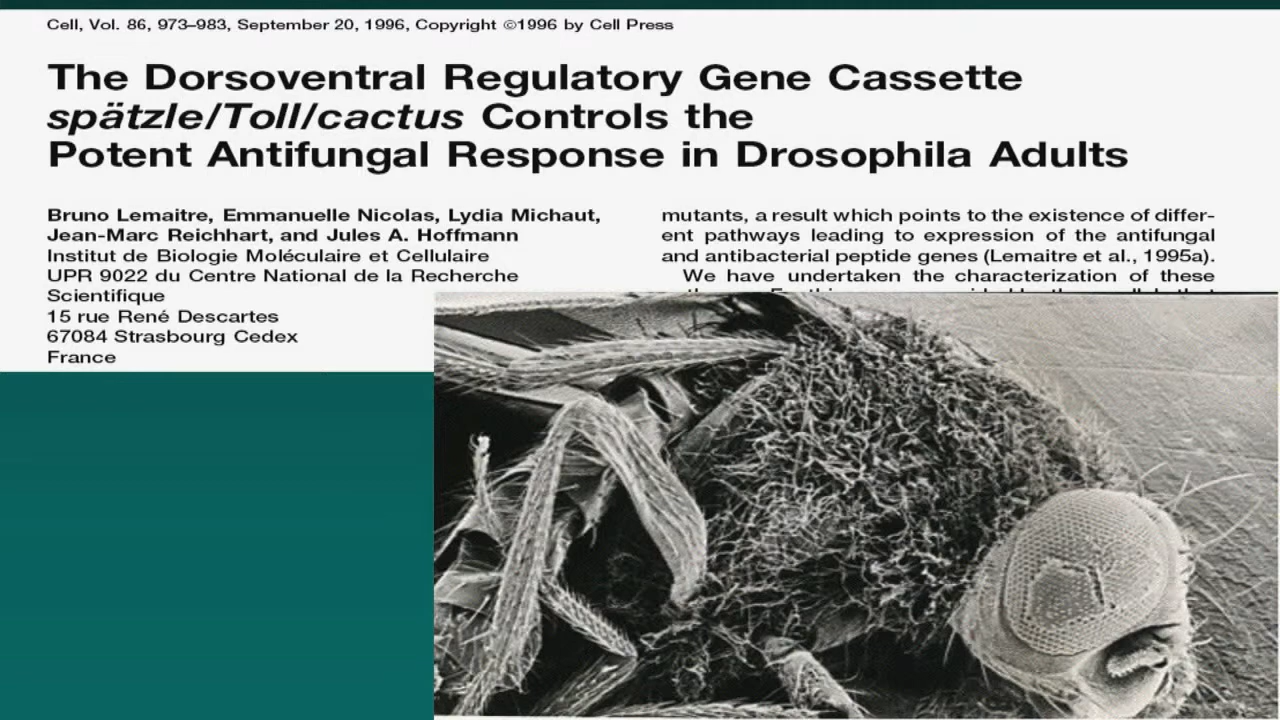 Cell, Vol. 86, 973–983, September 20, 1996, Copyright ©1996 by Cell Press
The Dorsoventral Regulatory Gene Cassette
spätzle/Toll/cactus Controls the
Potent Antifungal Response in Drosophila Adults
Bruno Lemaitre, Emmanuelle Nicolas, Lydia Michaut,
Jean-Marc Reichhart, and Jules A. Hoffmann
Institut de Biologie Moléculaire et Cellulaire
UPR 9022 du Centre National de la Recherche
Scientifique
15 rue René Descartes
67084 Strasbourg Cedex
France
mutants, a result which points to the existence of differ-
ent pathways leading to expression of the antifungal
and antibacterial peptide genes (Lemaitre et al., 1995a).
We have undertaken the characterization of these